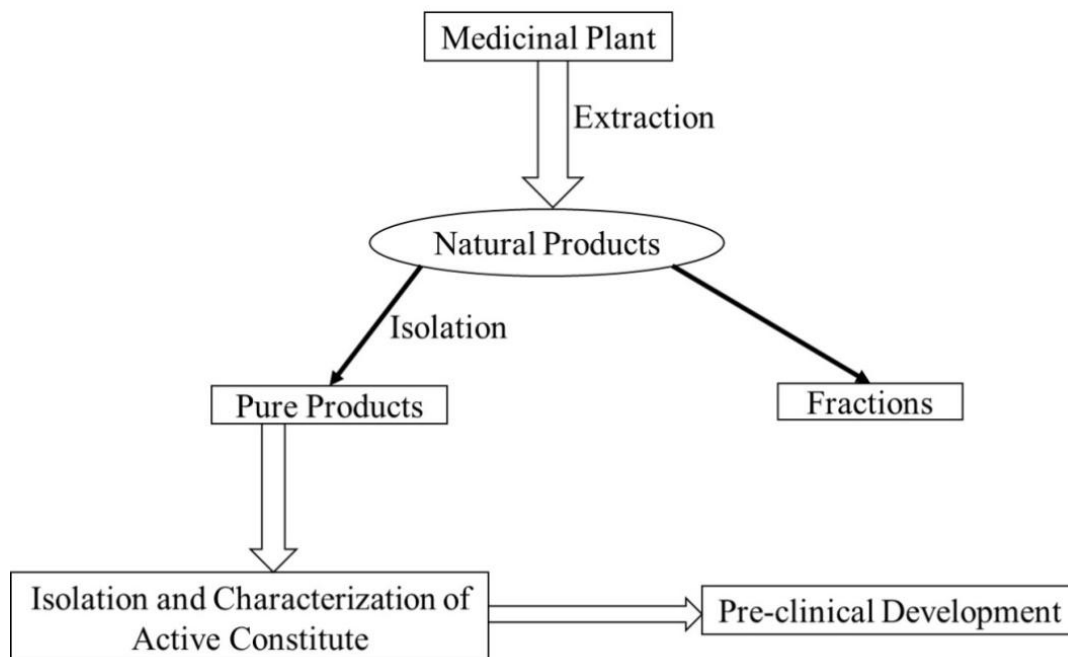 Medicinal Plant
Extraction
Natural Products
Isolation
Pure Products
Fractions
Isolation and Characterization of
Active Constitute
Pre-clinical Development